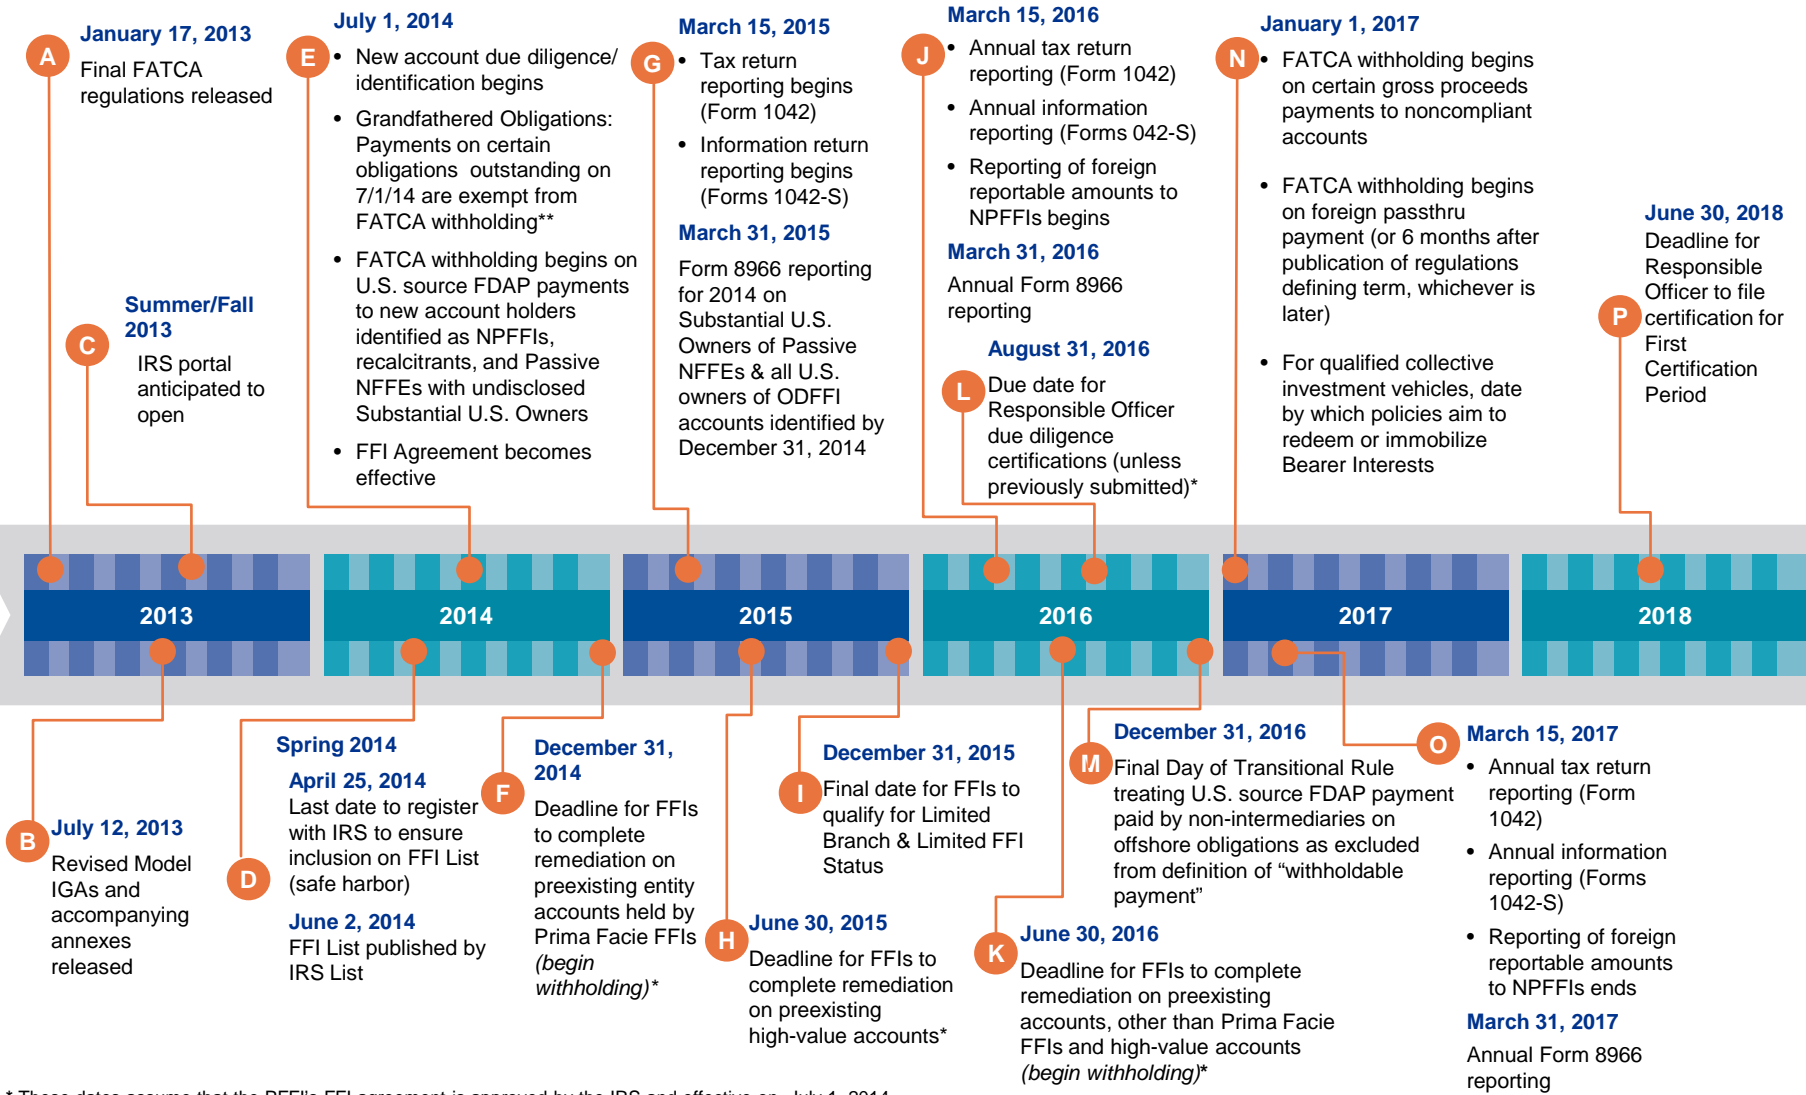 A
January 17, 2013
Final FATCA
regulations released
C
Summer/Fall
2013
IRS portal
anticipated to
open
E
July 1, 2014
• New account due diligence/
identification begins
• Grandfathered Obligations:
Payments on certain
obligations outstanding on
7/1/14 are exempt from
FATCA withholding**
• FATCA withholding begins on
U.S. source FDAP payments
to new account holders
identified as NPFFIs,
recalcitrants, and Passive
NFFEs with undisclosed
Substantial U.S. Owners
• FFI Agreement becomes
effective
G
March 15, 2015
• Tax return
reporting begins
(Form 1042)
• Information return
reporting begins
(Forms 1042-S)
March 31, 2015
Form 8966 reporting
for 2014 on
Substantial U.S.
Owners of Passive
NFFEs & all U.S.
owners of ODFFI
accounts identified by
December 31, 2014
J
March 15, 2016
• Annual tax return
reporting (Form 1042)
• Annual information
reporting (Forms 042-S)
• Reporting of foreign
reportable amounts to
NPFFIs begins
March 31, 2016
Annual Form 8966
reporting
L
August 31, 2016
Due date for
Responsible Officer
due diligence
certifications (unless
previously submitted)*
N
January 1, 2017
• FATCA withholding begins
on certain gross proceeds
payments to noncompliant
accounts
• FATCA withholding begins
on foreign passthru
payment (or 6 months after
publication of regulations
defining term, whichever is
later)
• For qualified collective
investment vehicles, date
by which policies aim to
redeem or immobilize
Bearer Interests
P
June 30, 2018
Deadline for
Responsible
Officer to file
certification for
First
Certification
Period
2013
2014
2015
2016
2017
2018
B
July 12, 2013
Revised Model
IGAs and
accompanying
annexes
released
D
Spring 2014
April 25, 2014
Last date to register
with IRS to ensure
inclusion on FFI List
(safe harbor)
June 2, 2014
FFI List published by
IRS List
F
December 31,
2014
Deadline for FFIs
to complete
remediation on
preexisting entity
accounts held by
Prima Facie FFIs
(begin
withholding)*
H
June 30, 2015
Deadline for FFIs to
complete remediation
on preexisting
high-value accounts*
I
December 31, 2015
Final date for FFIs to
qualify for Limited
Branch & Limited FFI
Status
K
June 30, 2016
Deadline for FFIs to complete
remediation on preexisting
accounts, other than Prima Facie
FFIs and high-value accounts
(begin withholding)*
M
December 31, 2016
Final Day of Transitional Rule
treating U.S. source FDAP payment
paid by non-intermediaries on
offshore obligations as excluded
from definition of “withholdable
payment”
O
March 15, 2017
• Annual tax return
reporting (Form
1042)
• Annual information
reporting (Forms
1042-S)
• Reporting of foreign
reportable amounts
to NPFFIs ends
March 31, 2017
Annual Form 8966
reporting
* These dates assume that the PFFI's FFI agreement is approved by the IRS and effective on July 1, 2014